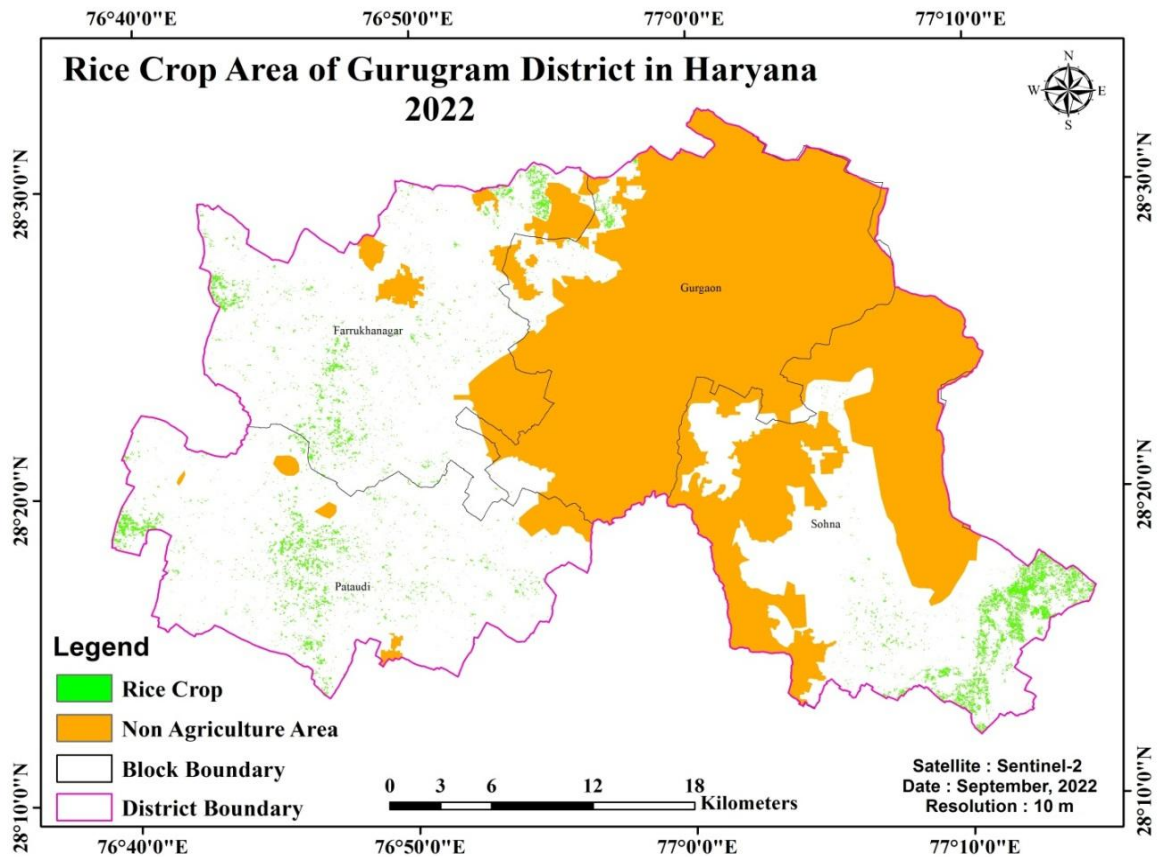 76°40'0"E 76°50'0"E 77°0'0"E 77°10'0"E
Rice Crop Area of Gurugram District in Haryana
2022
N
W E
S
28°30'0"N 28°30'0"N
Gurgaon
Farrukhanagar
28°20'0"N 28°20'0"N
Sohna
Pataudi
Legend
Rice Crop
Non Agriculture Area
Block Boundary
District Boundary
0 3 6 12 18
Kilometers
Satellite : Sentinel-2
Date : September, 2022
Resolution : 10 m
28°10'0"N 28°10'0"N
76°40'0"E 76°50'0"E 77°0'0"E 77°10'0"E